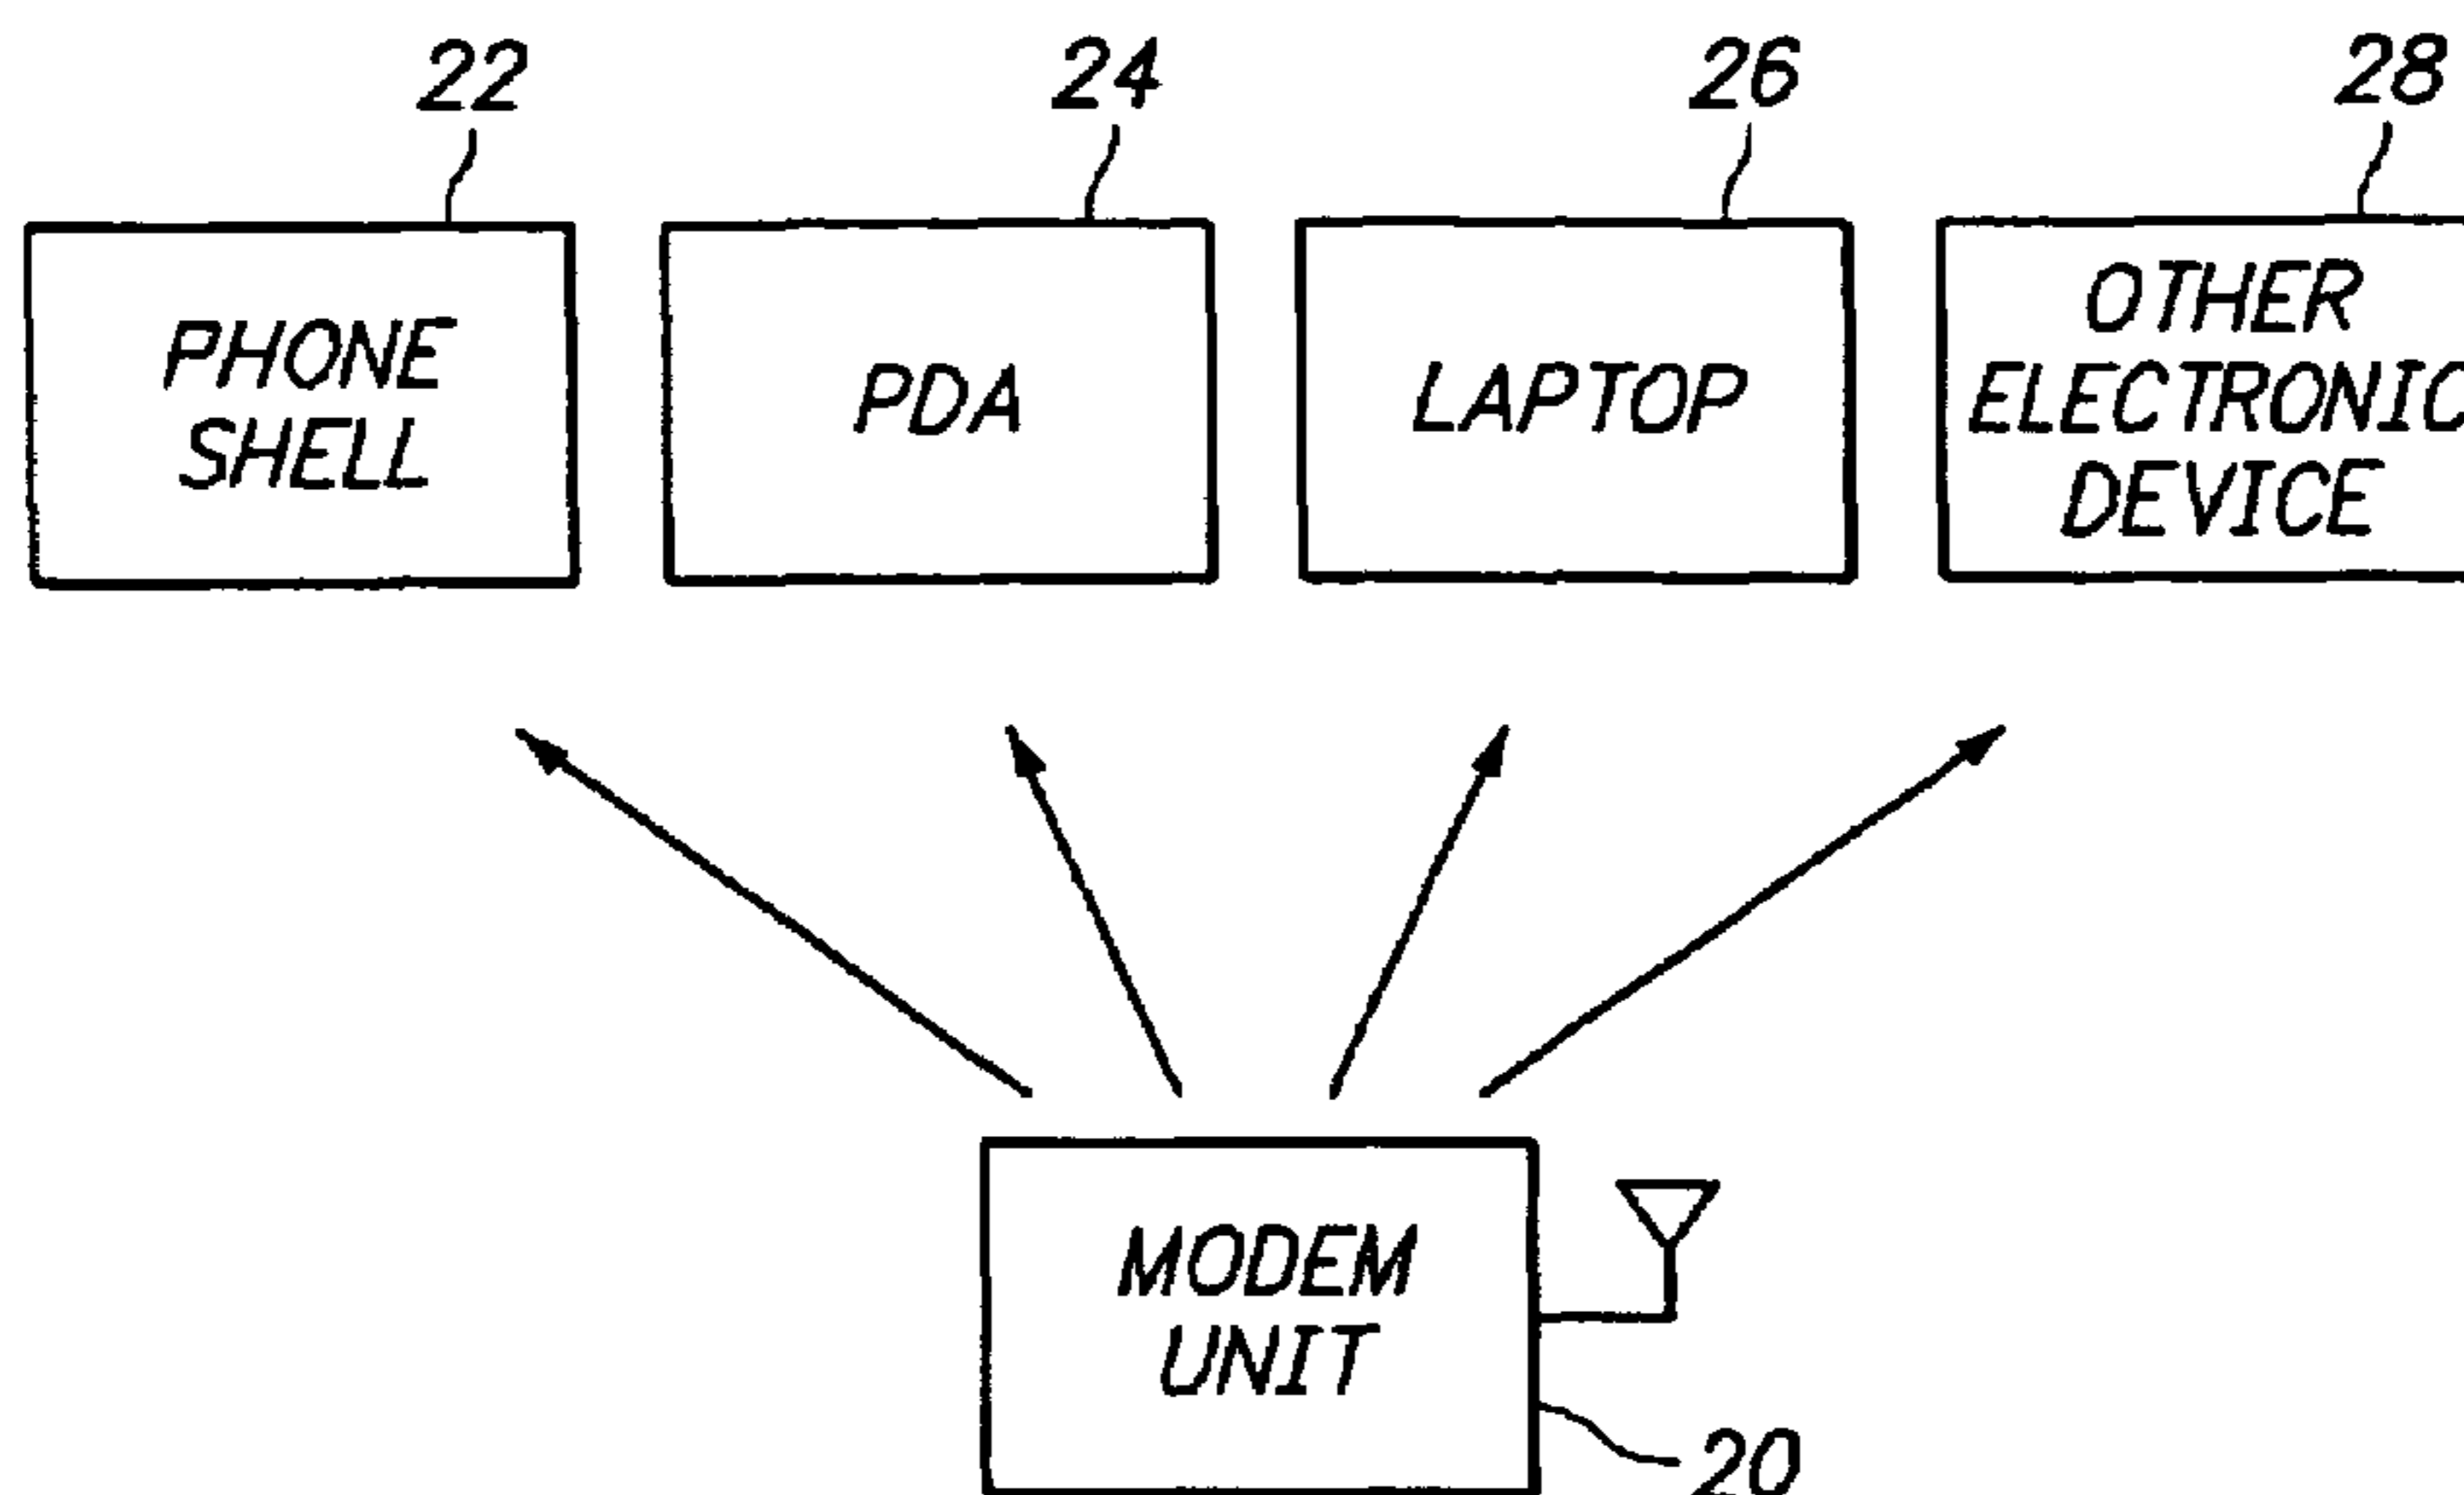 22
24
26
28
PHONE
SHELL
PDA
LAPTOP
OTHER
ELECTRONIC
DEVICE
MODEM
UNIT
20